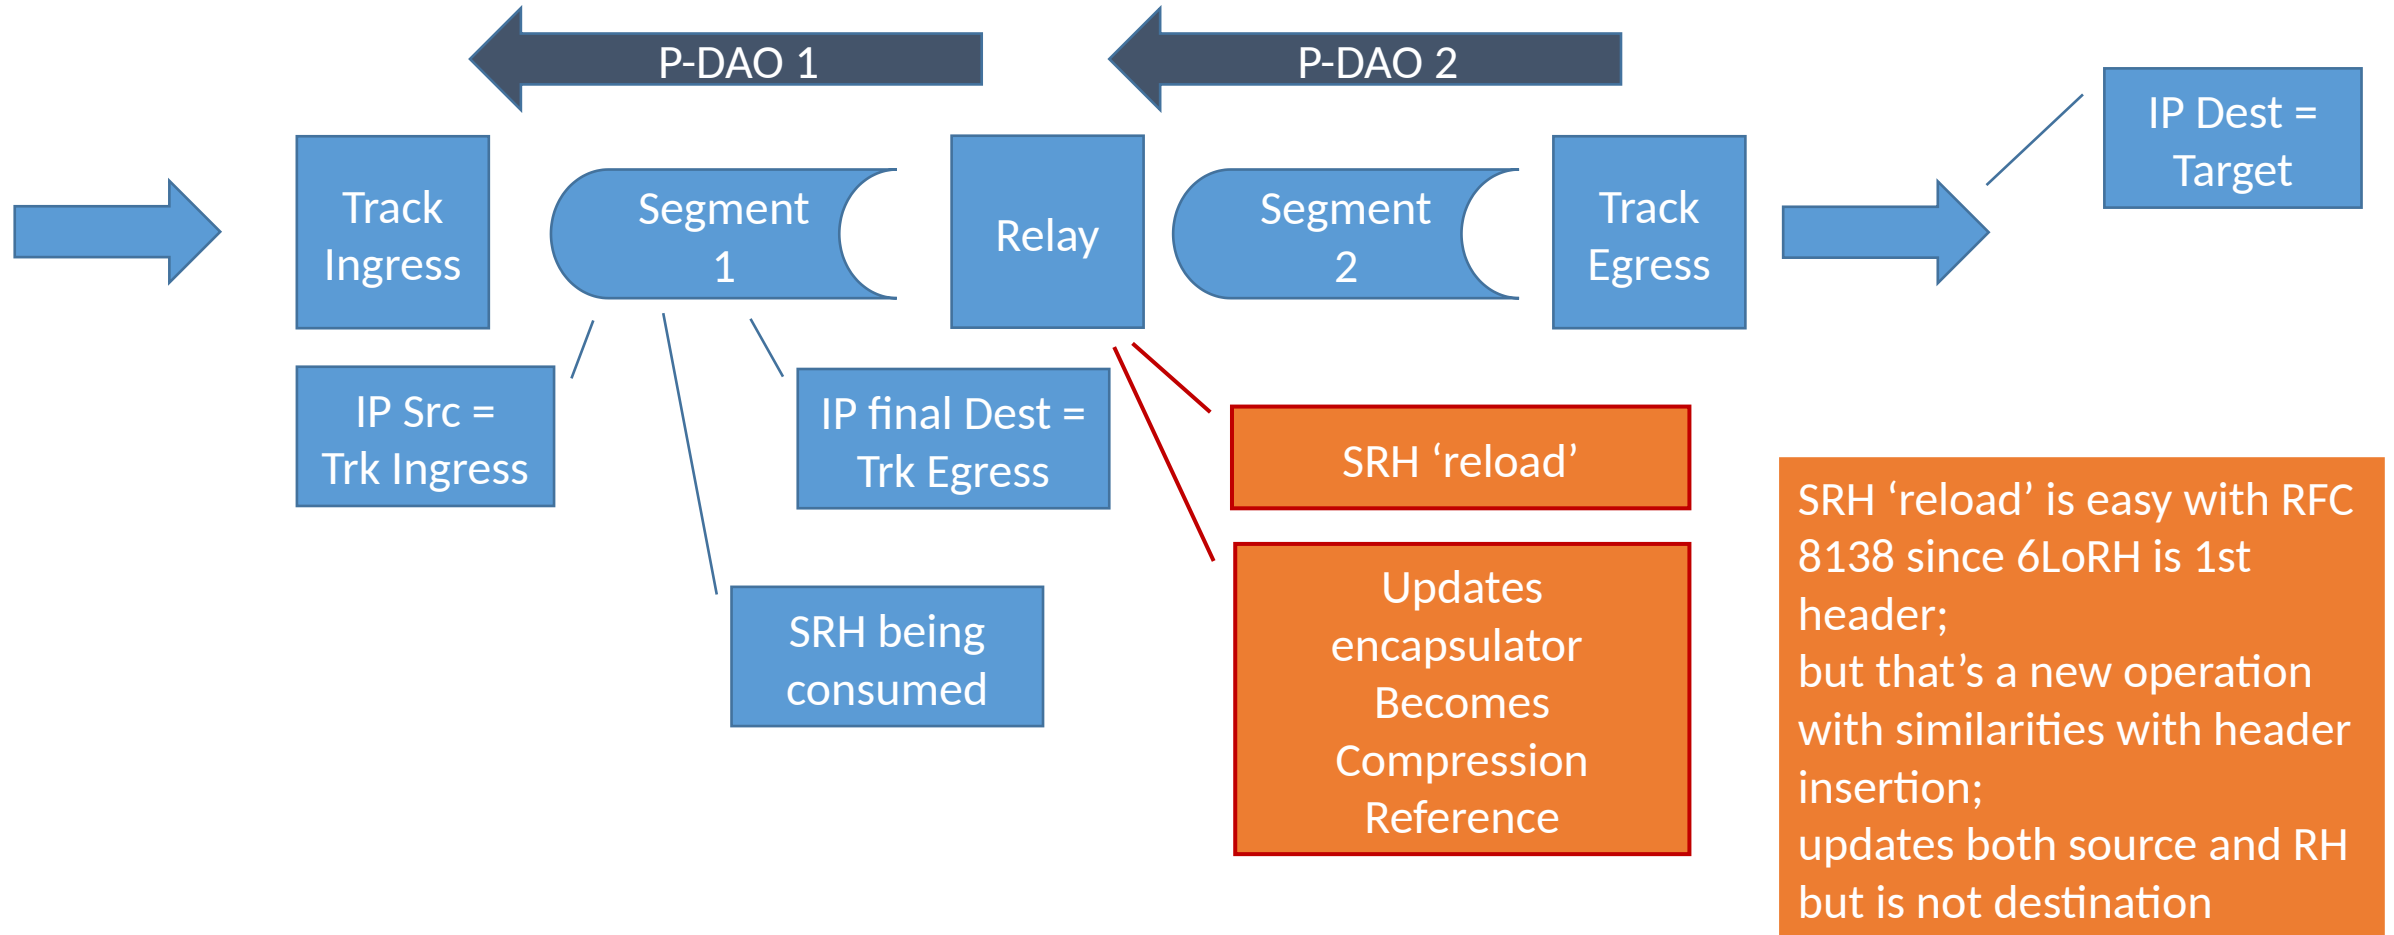 P-DAO 1
P-DAO 2
IP Dest =
Target
Track
Ingress
Segment
1
Relay
Segment
2
Track
Egress
IP Src =
Trk Ingress
IP final Dest =
Trk Egress
SRH being
consumed
SRH ‘reload’
Updates
encapsulator
Becomes
Compression
Reference
SRH ‘reload’ is easy with RFC
8138 since 6LoRH is 1st
header;
but that’s a new operation
with similarities with header
insertion;
updates both source and RH
but is not destination